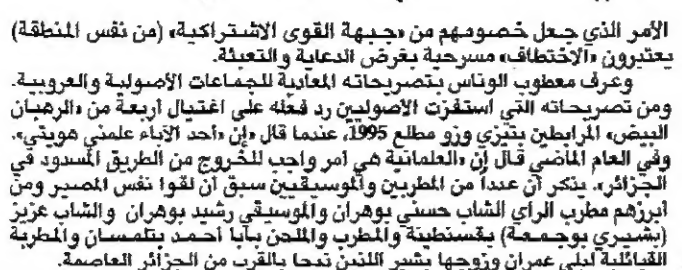 الأمر الذي جعل خصومهم من «جبهة القوى الاشتراكية» (من نفس المنطقة)
يعتبرون «الاختطاف» مسرحية بغرض الدعاية والتعبئة.
وعرف معطوب الوناس بتصريحاته المعادية للجماعات الأصولية والعروبية.
ومن تصريحاته التي استفزت الأصوليين رد فعله على اغتيال أربعة من «الرهبان
البيض» المرابطين بتيزي وزو مطلع 1995، عندما قال «إن «أحد الآباء علمني هويتي».
وفي العام الماضي قال إن «العلمانية هي أمر واجب للخروج من الطريق المسدود في
الجزائر». يذكر أن عدداً من المطربين والموسيقيين سبق أن لقوا نفس المصير ومن
أبرزهم مطرب الراي الشاب حسني بوهران والموسيقي رشيد بوهران والشاب عزيز
(بشيري بوجمعة) بقسنطينة والمطرب والملحن بابا أحمد بتلمسان والمطربة
القبائلية ليلى عمران وزوجها بشير اللذين ذبحا بالقرب من الجزائر العاصمة.